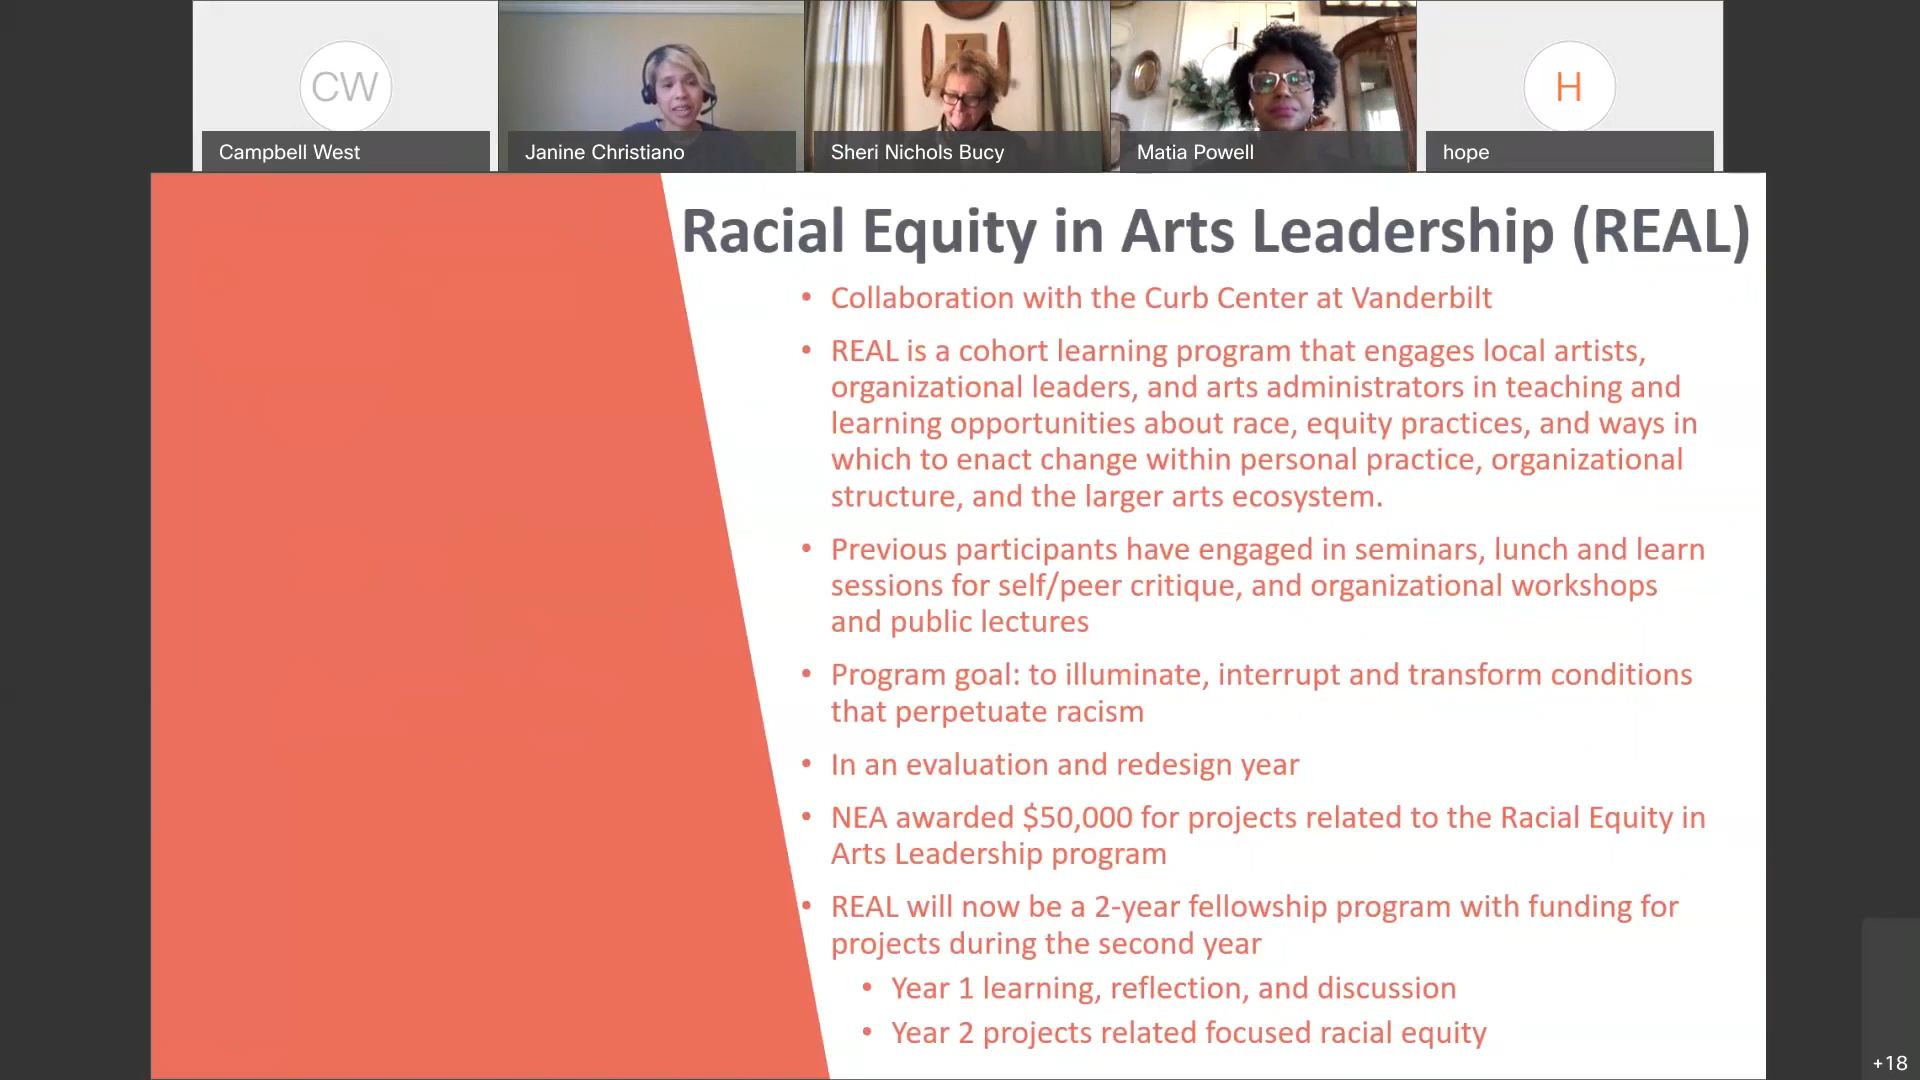 CW
H
Campbell West
Janine Christiano
Sheri Nichols Bucy
Matia Powell
hope
Racial Equity in Arts Leadership (REAL)
• Collaboration with the Curb Center at Vanderbilt
• REAL is a cohort learning program that engages local artists,
organizational leaders, and arts administrators in teaching and
learning opportunities about race, equity practices, and ways in
which to enact change within personal practice, organizational
structure, and the larger arts ecosystem.
• Previous participants have engaged in seminars, lunch and learn
sessions for self/peer critique, and organizational workshops
and public lectures
• Program goal: to illuminate, interrupt and transform conditions
that perpetuate racism
• In an evaluation and redesign year
• NEA awarded $50,000 for projects related to the Racial Equity in
Arts Leadership program
• REAL will now be a 2-year fellowship program with funding for
projects during the second year
• Year 1 learning, reflection, and discussion
• Year 2 projects related focused racial equity
+18